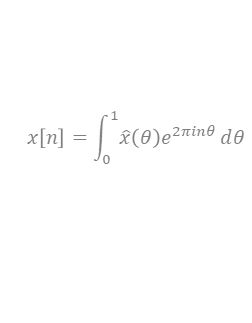 x[n] = ∫₀¹ x̂(θ)e^{2πinθ} dθ